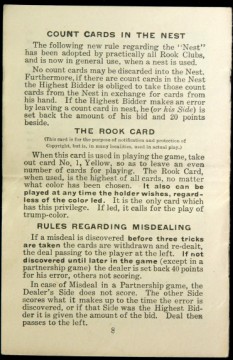 COUNT CARDS IN THE NEST
The following new rule regarding the "Nest"
has been adopted by practically all Rook Clubs,
and is now in general use, when a nest is used.
No count cards may be discarded into the Nest.
Furthermore, if there are count cards in the Nest
the Highest Bidder is obliged to take those count
cards from the Nest in exchange for cards from
his hand. If the Highest Bidder makes an error
by leaving a count card in nest, he (or his Side) is
set back the amount of his bid and 20 points
beside.
THE ROOK CARD
(This card is for the purpose of notification and protection of
Copyright, but is, in many localities, used in actual play.)
When this card is used in playing the game, take
out card No. 1, Yellow, so as to leave an even
number of cards for playing. The Rook Card,
when used, is the highest of all cards, no matter
what color has been chosen. It also can be
played at any time the holder wishes, regard-
less of the color led. It is the only card which
has this privilege. If led, it calls for the play of
trump-color.
RULES REGARDING MISDEALING
If a misdeal is discovered before three tricks
are taken the cards are withdrawn and re-dealt,
the deal passing to the player at the left. If not
discovered until later in the game (except in a
partnership game) the dealer is set back 40 points
for his error, others not scoring.
In case of Misdeal in a Partnership game, the
Dealer's Side does not score. The other Side
scores what it makes up to the time the error is
discovered, or if that Side was the Highest Bid-
der it is given the amount of the bid. Deal then
passes to the left.
8